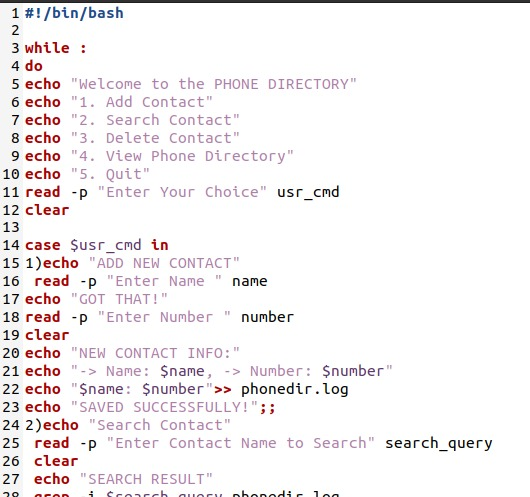 1 #!/bin/bash
2
3 while :
4 do
5 echo "Welcome to the PHONE DIRECTORY"
6 echo "1. Add Contact"
7 echo "2. Search Contact"
8 echo "3. Delete Contact"
9 echo "4. View Phone Directory"
10 echo "5. Quit"
11 read -p "Enter Your Choice" usr_cmd
12 clear
13
14 case $usr_cmd in
15 1)echo "ADD NEW CONTACT"
16  read -p "Enter Name " name
17 echo "GOT THAT!"
18 read -p "Enter Number " number
19 clear
20 echo "NEW CONTACT INFO:"
21 echo "-> Name: $name, -> Number: $number"
22 echo "$name: $number">> phonedir.log
23 echo "SAVED SUCCESSFULLY!";;
24 2)echo "Search Contact"
25  read -p "Enter Contact Name to Search" search_query
26  clear
27  echo "SEARCH RESULT"
28  grep -i $search_query phonedir.log